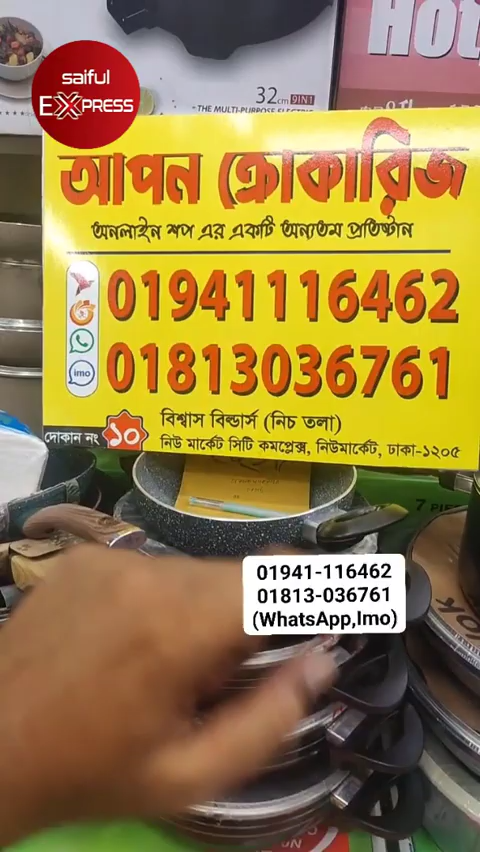 saiful
EXPRESS
Hot
32cm 9IN1
THE MULTI-PURPOSE ELECTRIC
আপন ক্রোকারিজ
অনলাইন শপ এর একটি অন্যতম প্রতিষ্টান
01941116462
01813036761
imo
দোকান নং ১০
বিশ্বাস বিল্ডার্স (নিচ তলা)
নিউ মার্কেট সিটি কমপ্লেক্স, নিউমার্কেট, ঢাকা-১২০৫
01941-116462
01813-036761
(WhatsApp,Imo)